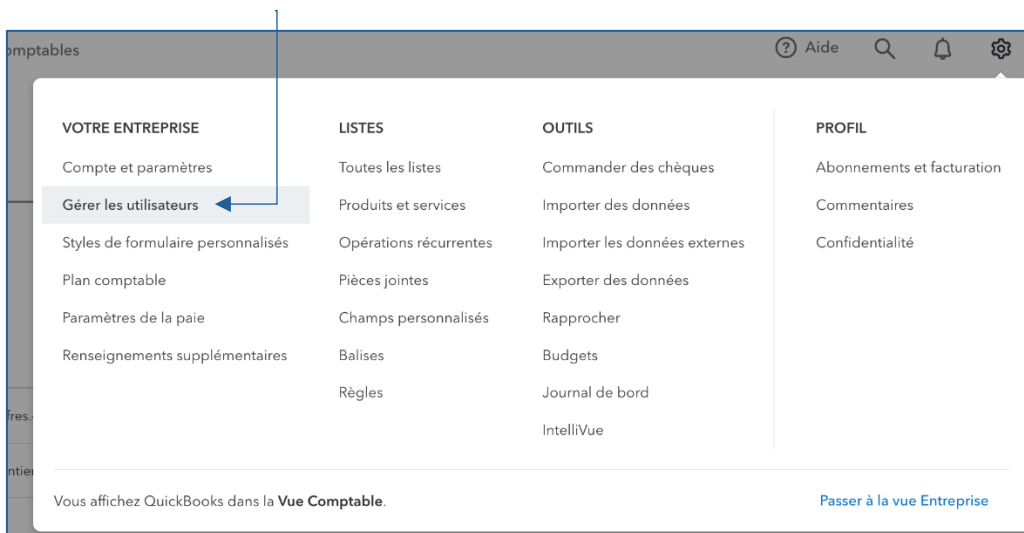 Aide
VOTRE ENTREPRISE
Compte et paramètres
Gérer les utilisateurs
Styles de formulaire personnalisés
Plan comptable
Paramètres de la paie
Renseignements supplémentaires
LISTES
Toutes les listes
Produits et services
Opérations récurrentes
Pièces jointes
Champs personnalisés
Balises
Règles
OUTILS
Commander des chèques
Importer des données
Importer les données externes
Exporter des données
Rapprocher
Budgets
Journal de bord
IntelliVue
PROFIL
Abonnements et facturation
Commentaires
Confidentialité
Vous affichez QuickBooks dans la Vue Comptable.
Passer à la vue Entreprise